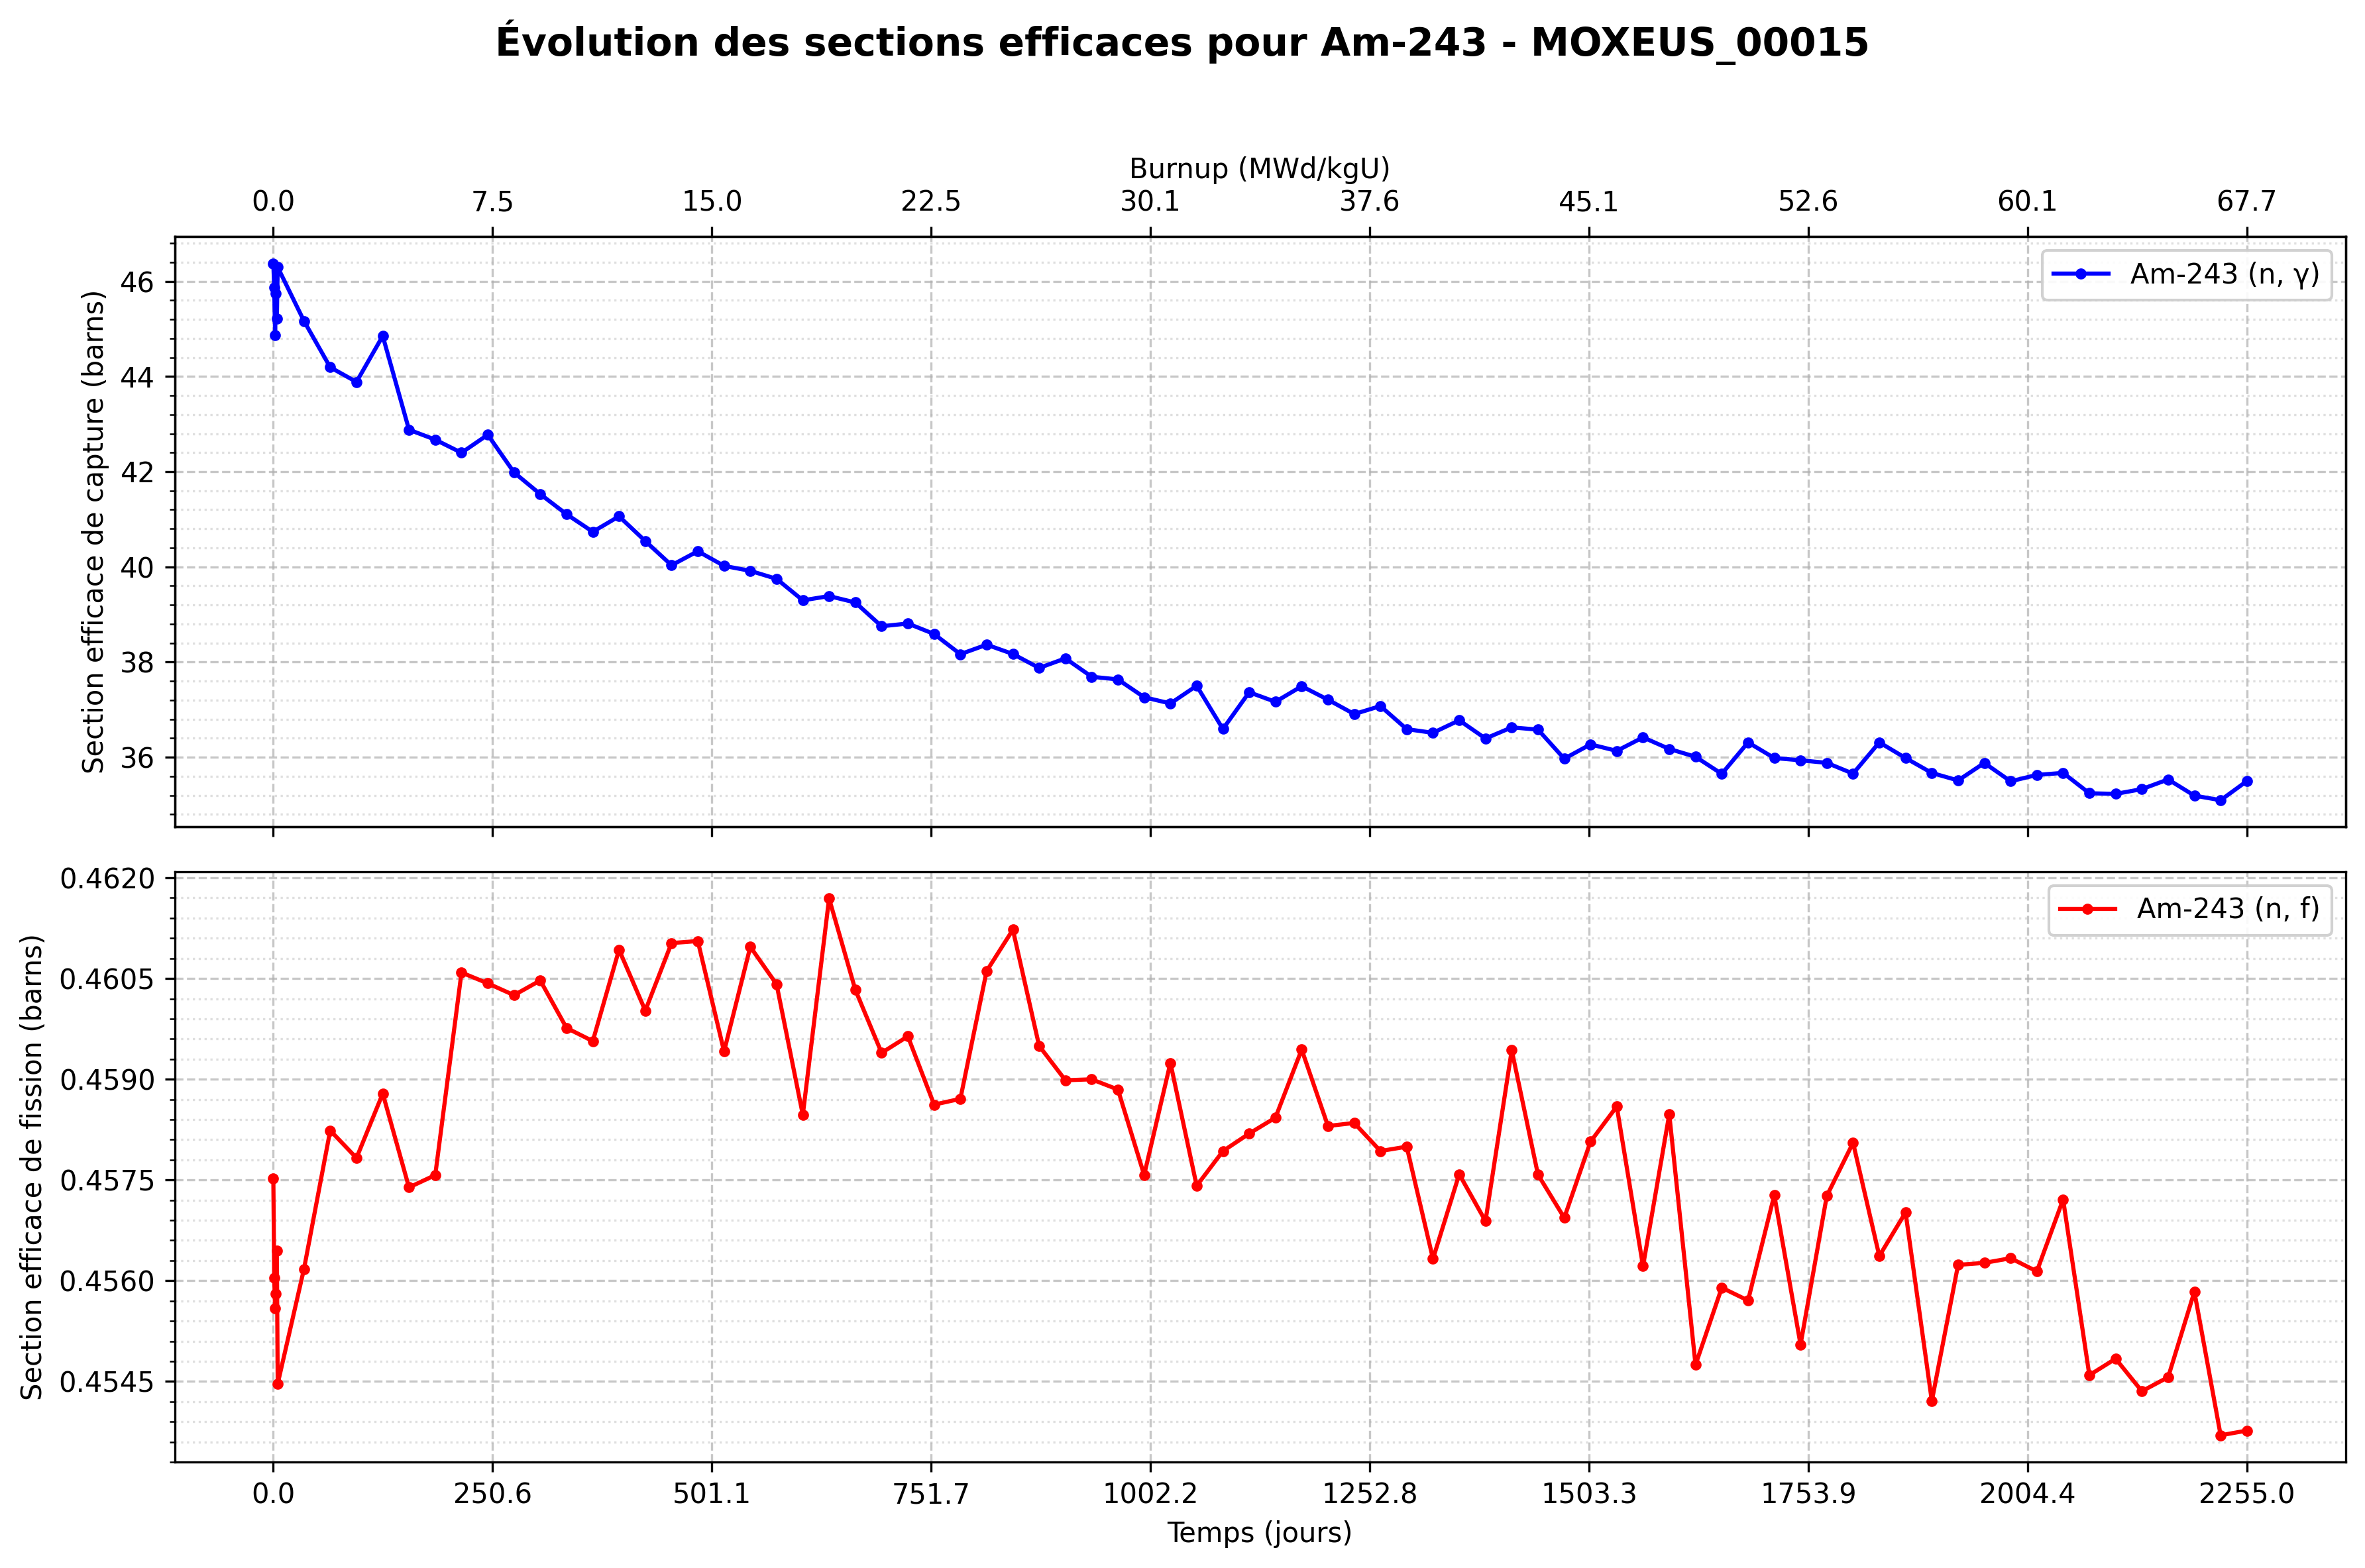 Évolution des sections efficaces pour Am-243 - MOXEUS_00015
Burnup (MWd/kgU)
0.0 7.5 15.0 22.5 30.1 37.6 45.1 52.6 60.1 67.7
Section efficace de capture (barns)
46
44
42
40
38
36
Am-243 (n, γ)
Section efficace de fission (barns)
0.4620
0.4605
0.4590
0.4575
0.4560
0.4545
Am-243 (n, f)
0.0 250.6 501.1 751.7 1002.2 1252.8 1503.3 1753.9 2004.4 2255.0
Temps (jours)